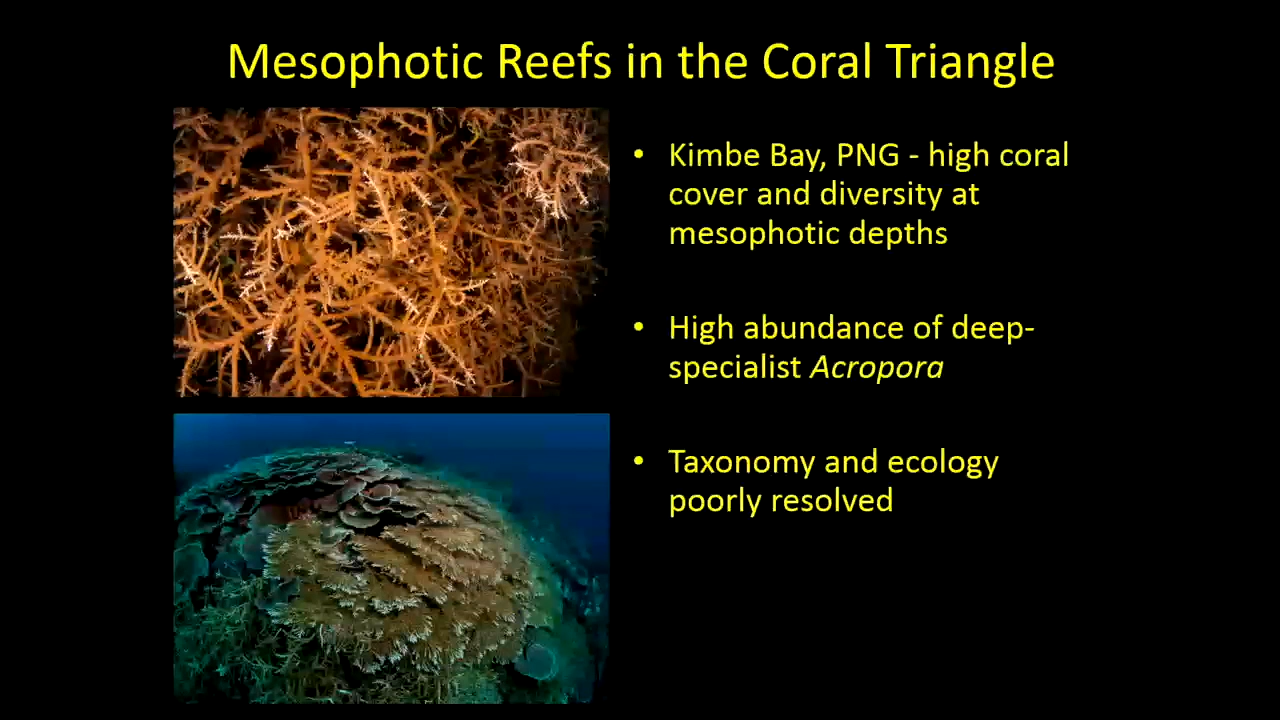 Mesophotic Reefs in the Coral Triangle
• Kimbe Bay, PNG - high coral
cover and diversity at
mesophotic depths
• High abundance of deep-
specialist Acropora
• Taxonomy and ecology
poorly resolved